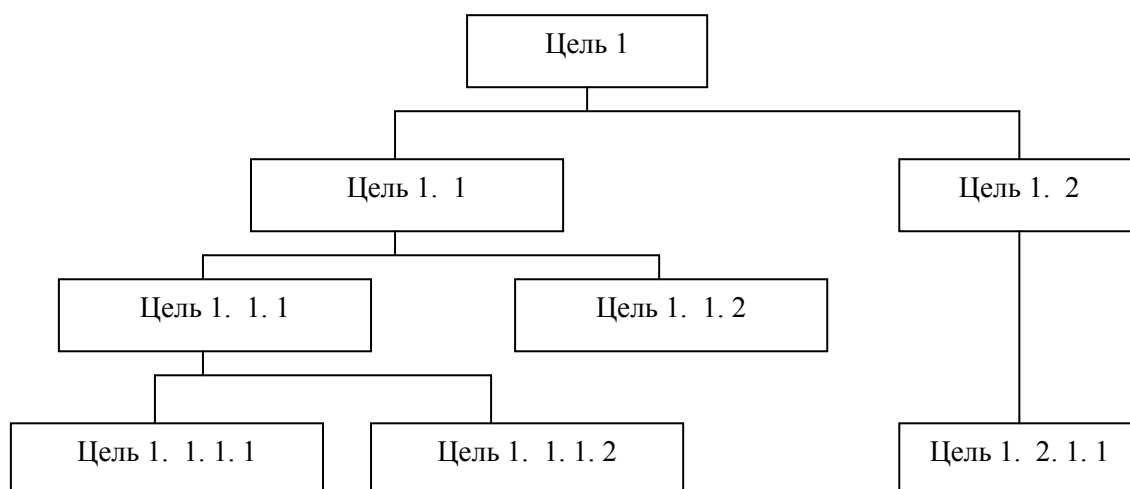 Цель 1
Цель 1.  1
Цель 1.  2
Цель 1.  1. 1
Цель 1.  1. 2
Цель 1.  1. 1. 1
Цель 1.  1. 1. 2
Цель 1.  2. 1. 1